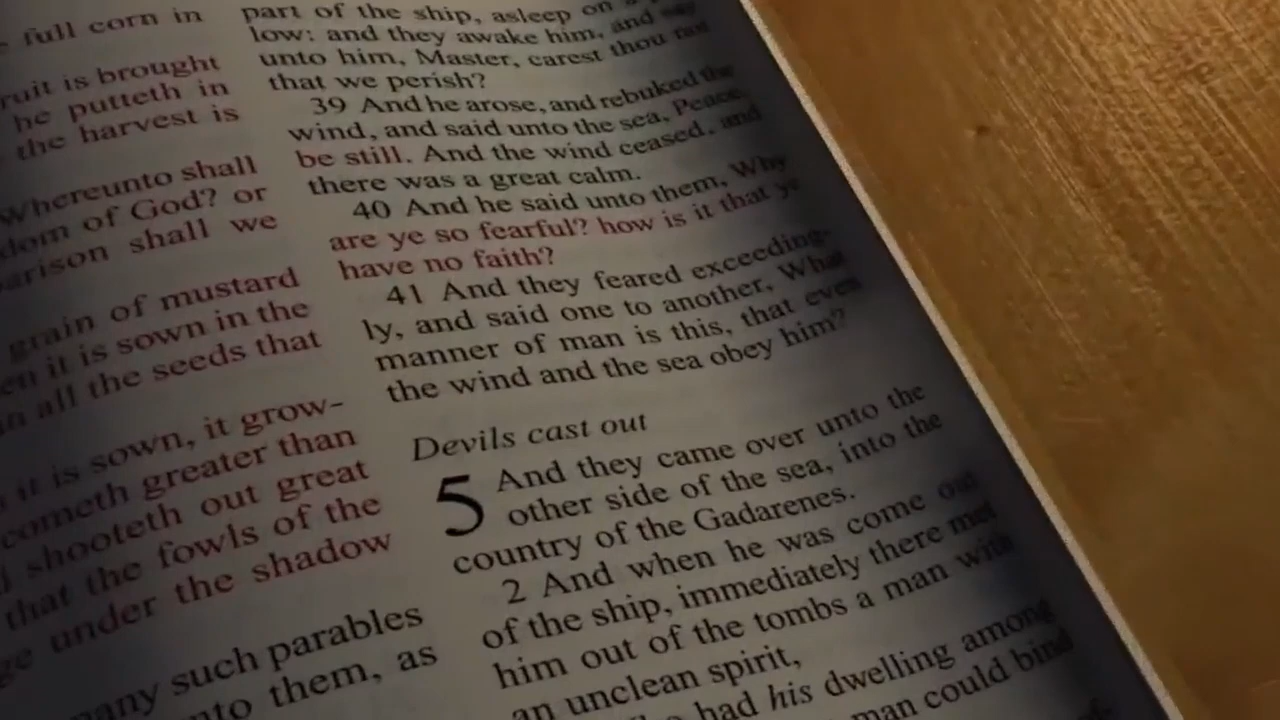 full corn in
ruit is brought
he putteth in
the harvest is
Whereunto shall
dom of God? or
arison shall we
grain of mustard
en it is sown in the
an all the seeds that
it is sown, it grow-
cometh greater than
shooteth out great
that the fowls of the
ge under the shadow
many such parables
nto them, as
part of the ship, asleep on a
low: and they awake him, and say
unto him, Master, carest thou not
that we perish?
39 And he arose, and rebuked the
wind, and said unto the sea, Peace,
be still. And the wind ceased, and
there was a great calm.
40 And he said unto them, Why
are ye so fearful? how is it that ye
have no faith?
41 And they feared exceeding-
ly, and said one to another, What
manner of man is this, that even
the wind and the sea obey him?
Devils cast out
5 And they came over unto the
other side of the sea, into the
country of the Gadarenes.
2 And when he was come out
of the ship, immediately there met
him out of the tombs a man with
an unclean spirit,
had his dwelling among
man could bind